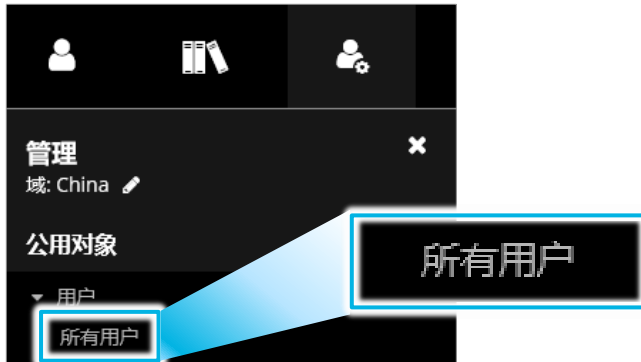 管理
域: China
公用对象
用户
所有用户
所有用户